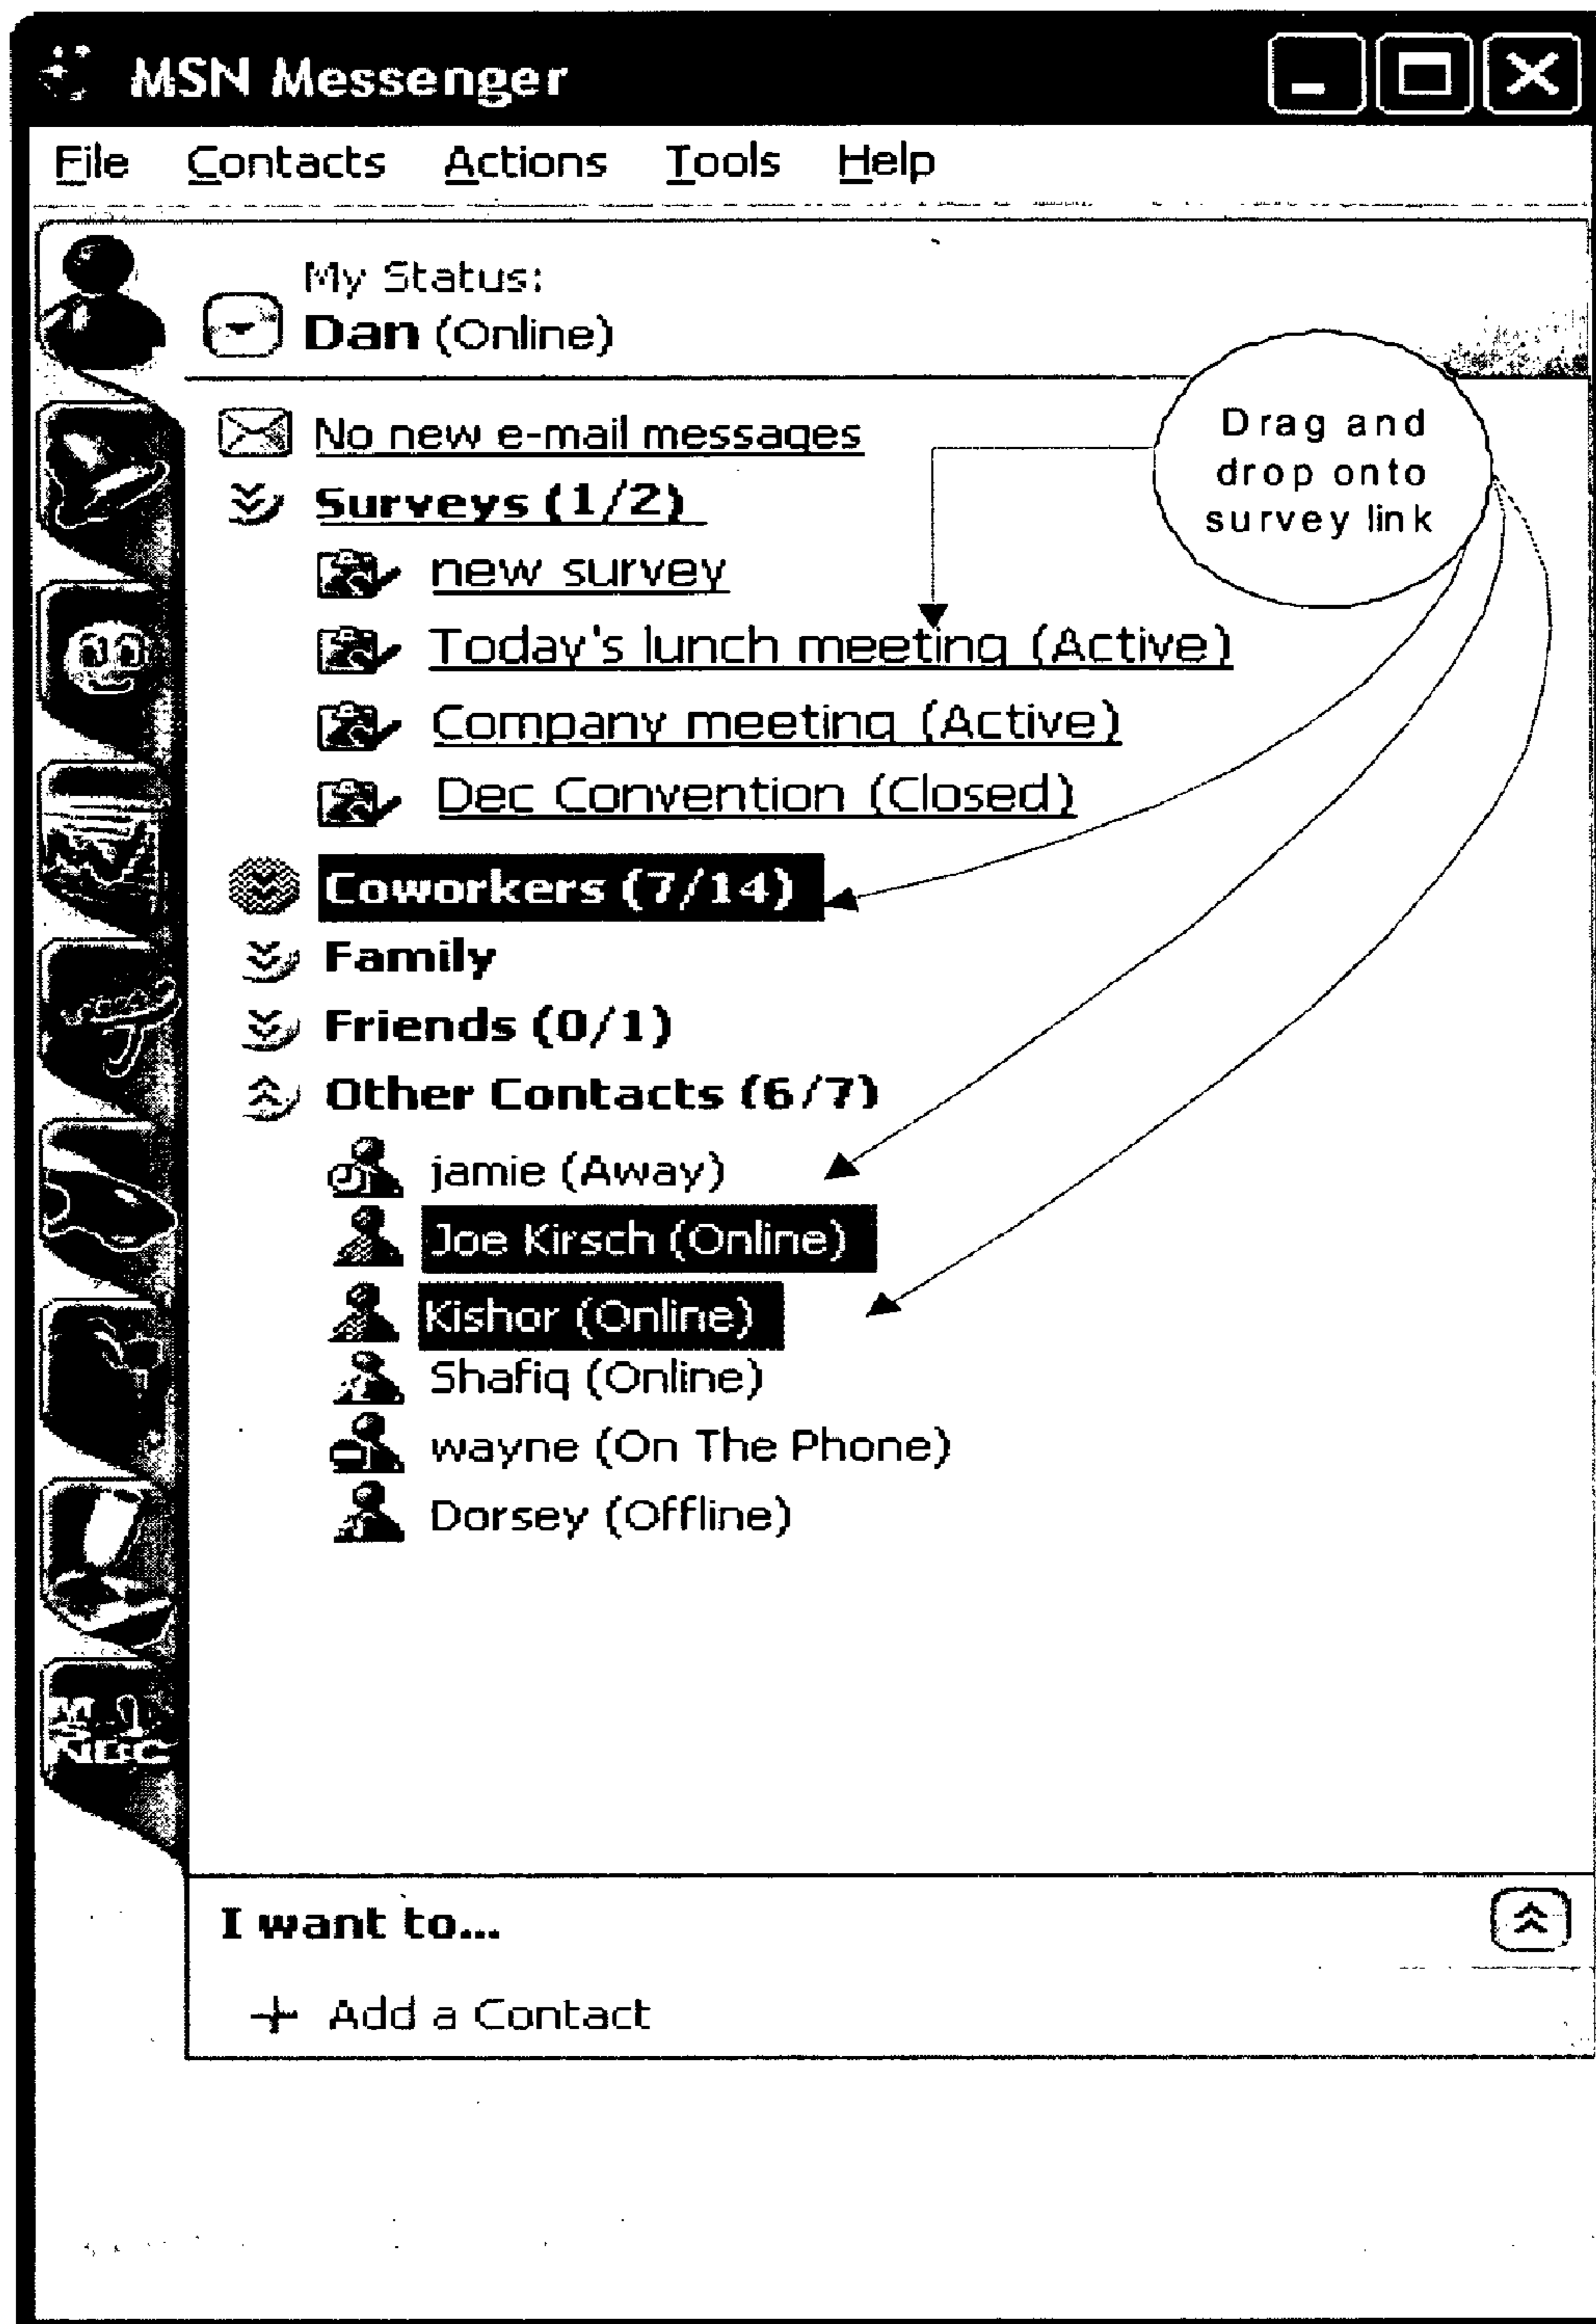 MSN Messenger
File Contacts Actions Tools Help
My Status:
Dan (Online)
No new e-mail messages
Surveys (1/2)
new survey
Today's lunch meeting (Active)
Company meeting (Active)
Dec Convention (Closed)
Drag and
drop onto
survey link
Coworkers (7/14)
Family
Friends (0/1)
Other Contacts (6/7)
jamie (Away)
Joe Kirsch (Online)
Kishor (Online)
Shafiq (Online)
wayne (On The Phone)
Dorsey (Offline)
I want to...
Add a Contact